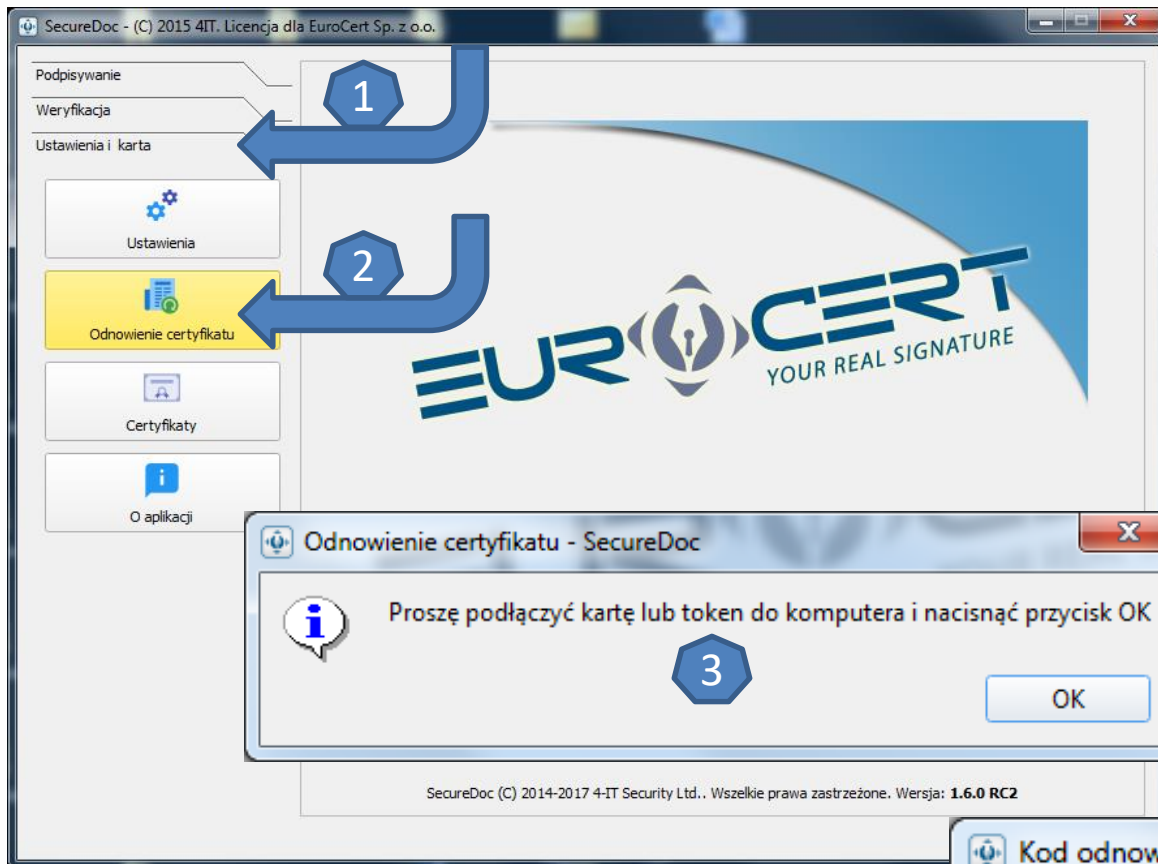 SecureDoc - (C) 2015 4IT. Licencja dla EuroCert Sp. z o.o.
Podpisywanie
1
Weryfikacja
Ustawienia i karta
Ustawienia
2
Odnowienie certyfikatu
EUROCERT
YOUR REAL SIGNATURE
Certyfikaty
O aplikacji
Odnowienie certyfikatu - SecureDoc
Proszę podłączyć kartę lub token do komputera i nacisnąć przycisk OK
3
OK
SecureDoc (C) 2014-2017 4-IT Security Ltd.. Wszelkie prawa zastrzeżone. Wersja: 1.6.0 RC2
Kod odnow